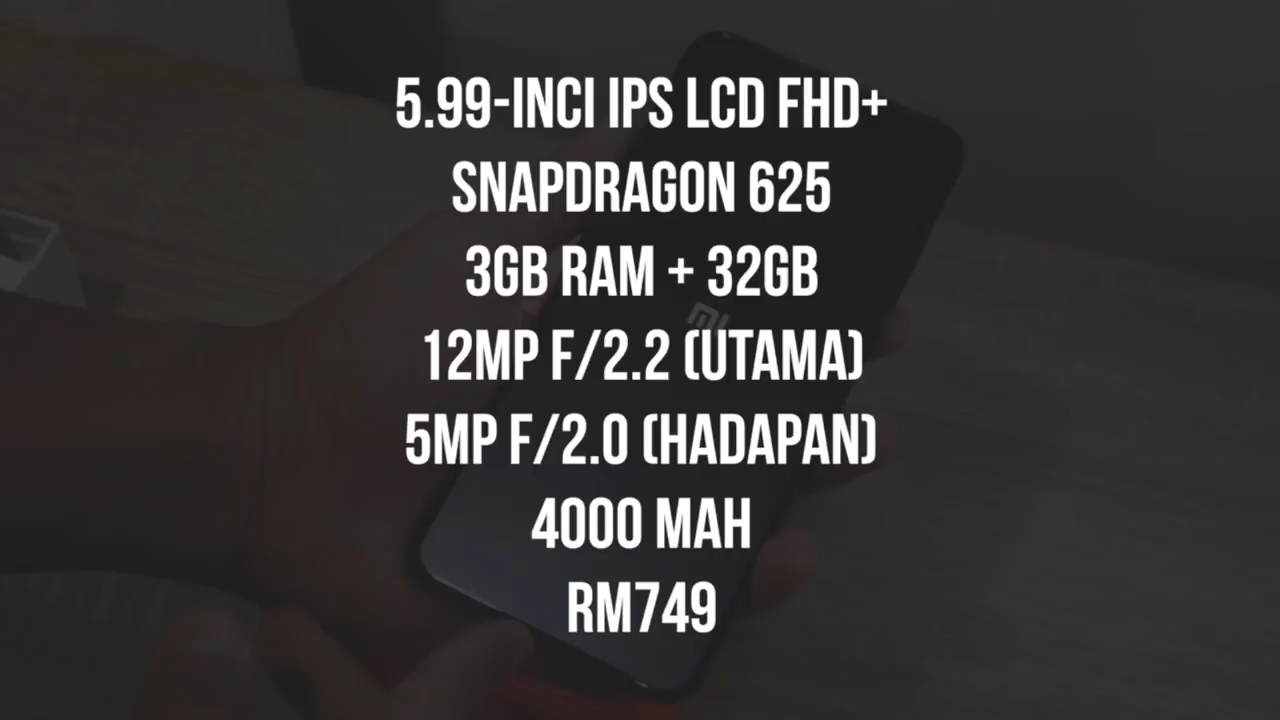 5.99-INCI IPS LCD FHD+
SNAPDRAGON 625
3GB RAM + 32GB
MI
12MP F/2.2 (UTAMA)
5MP F/2.0 (HADAPAN)
4000 MAH
RM749